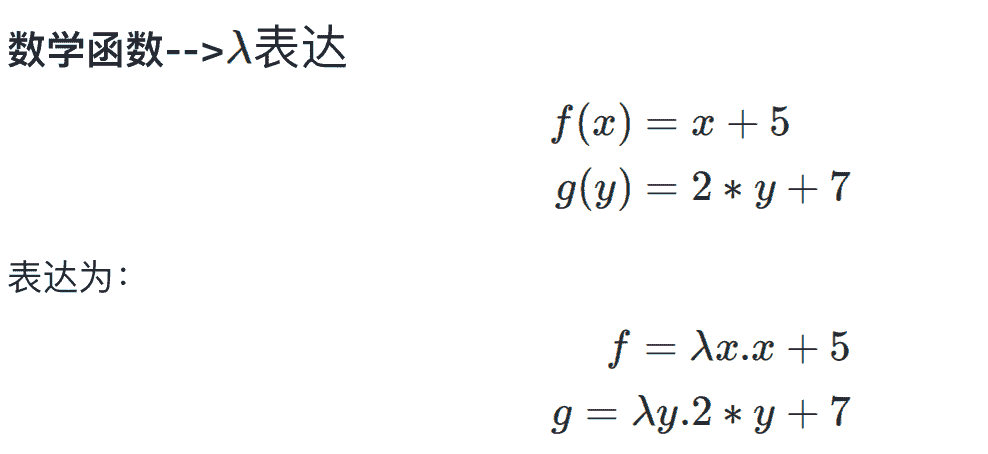 数学函数-->λ表达
f(x) = x + 5
g(y) = 2 * y + 7
表达为：
f = λx.x + 5
g = λy.2 * y + 7